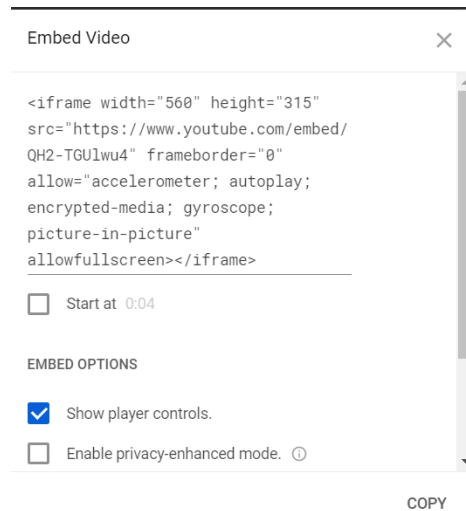 Embed Video
<iframe width="560" height="315"
src="https://www.youtube.com/embed/
QH2-TGUlwu4" frameborder="0"
allow="accelerometer; autoplay;
encrypted-media; gyroscope;
picture-in-picture"
allowfullscreen></iframe>
Start at 0:04
EMBED OPTIONS
Show player controls.
Enable privacy-enhanced mode.
COPY